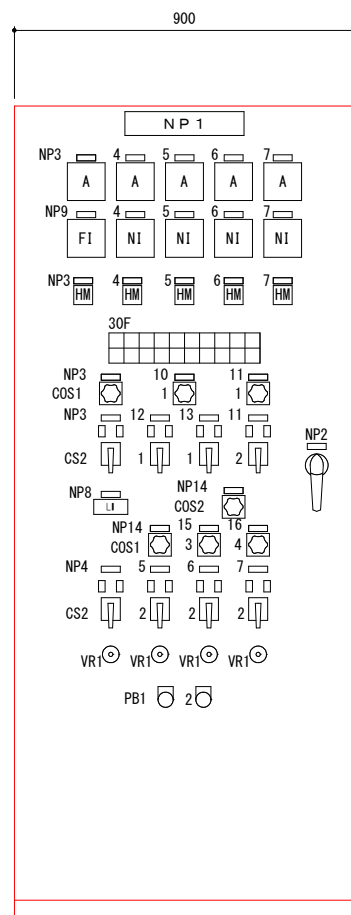 900
NP1
NP3 4 5 6 7
A A A A A
NP9 4 5 6 7
FI NI NI NI NI
NP3 4 5 6 7
HM HM HM HM HM
30F
NP3 10 11
COS1 1 1
NP3 12 13 11
NP2
CS2 1 1 2
NP8 NP14
LI COS2
NP14 15 16
COS1 3 4
NP4 5 6 7
CS2 2 2 2
VR1 VR1 VR1 VR1
PB1 2